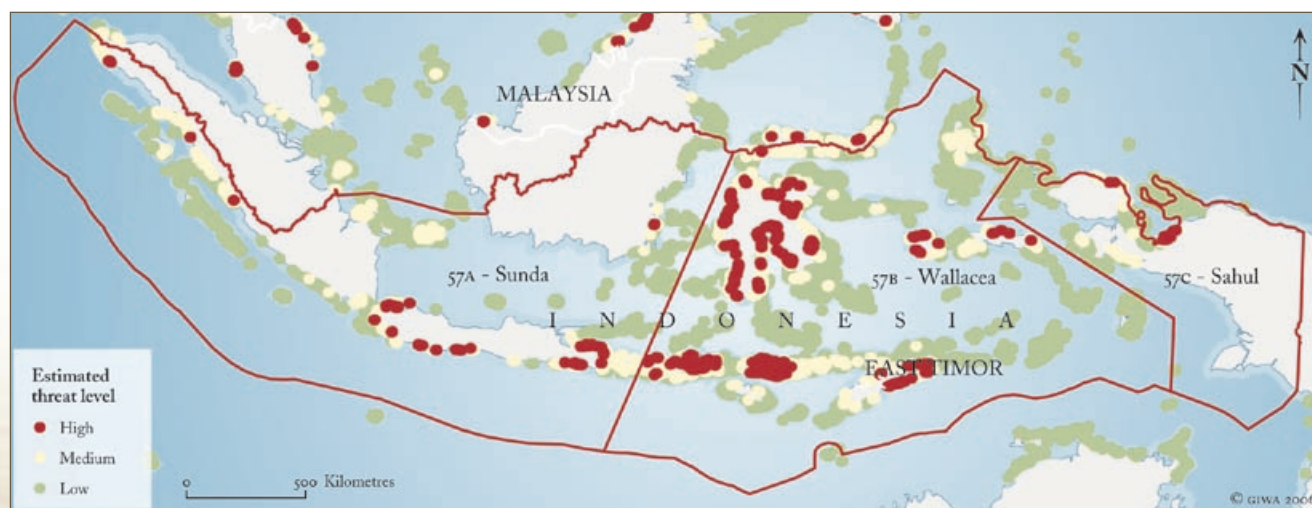 N
MALAYSIA
57A - Sunda
57B - Wallacea
57C - Sahul
INDONESIA
EAST TIMOR
Estimated
threat level
High
Medium
Low
0 500 Kilometres
© GIWA 2006